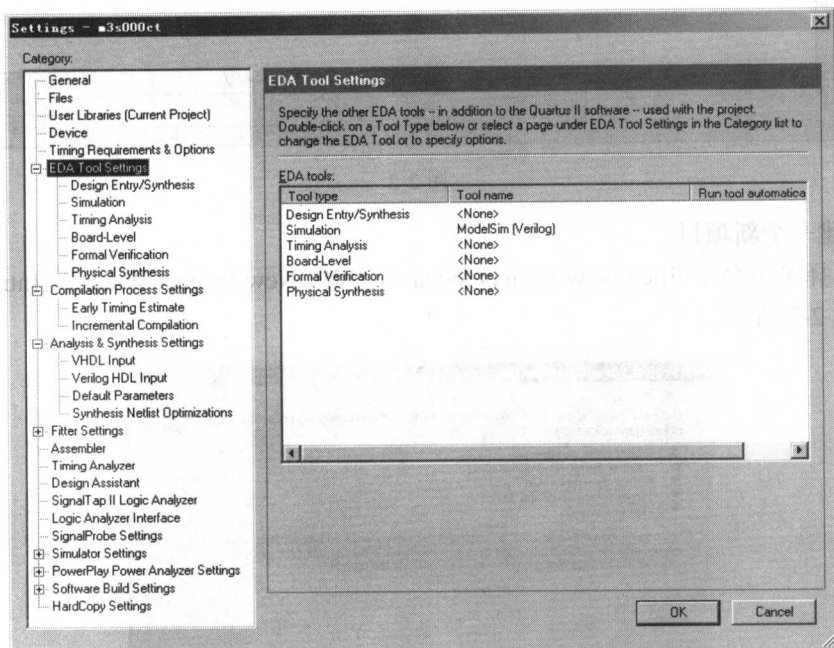 Settings - m3s000ct
Category:
General
Files
User Libraries (Current Project)
Device
Timing Requirements & Options
EDA Tool Settings
Design Entry/Synthesis
Simulation
Timing Analysis
Board-Level
Formal Verification
Physical Synthesis
Compilation Process Settings
Early Timing Estimate
Incremental Compilation
Analysis & Synthesis Settings
VHDL Input
Verilog HDL Input
Default Parameters
Synthesis Netlist Optimizations
Fitter Settings
Assembler
Timing Analyzer
Design Assistant
SignalTap II Logic Analyzer
Logic Analyzer Interface
SignalProbe Settings
Simulator Settings
PowerPlay Power Analyzer Settings
Software Build Settings
HardCopy Settings
EDA Tool Settings
Specify the other EDA tools -- in addition to the Quartus II software -- used with the project.
Double-click on a Tool Type below or select a page under EDA Tool Settings in the Category list to
change the EDA Tool or to specify options.
EDA tools:
Tool type Tool name Run tool automatica
Design Entry/Synthesis <None>
Simulation ModelSim (Verilog)
Timing Analysis <None>
Board-Level <None>
Formal Verification <None>
Physical Synthesis <None>
OK Cancel